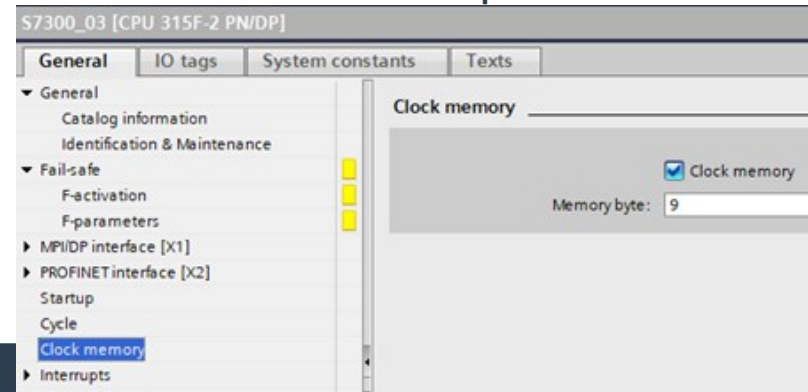 S7300_03 [CPU 315F-2 PN/DP]
General IO tags System constants Texts
General
Catalog information
Identification & Maintenance
Fail-safe
F-activation
F-parameters
MPI/DP interface [X1]
PROFINET interface [X2]
Startup
Cycle
Clock memory
Interrupts
Clock memory
Clock memory
Memory byte: 9